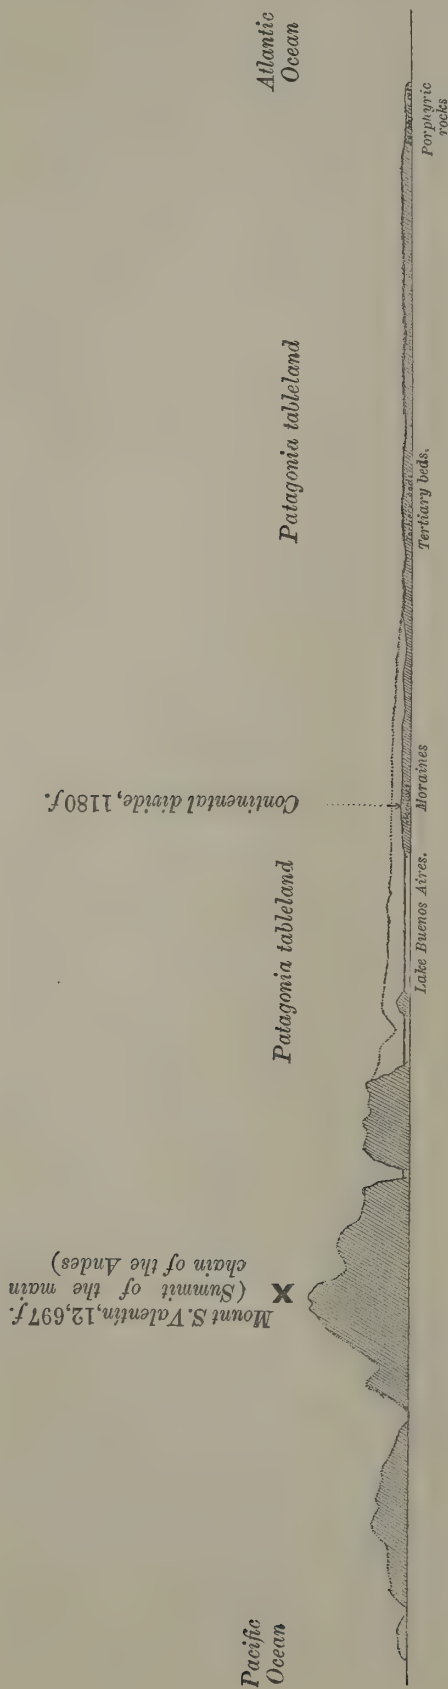 Pacific
Ocean
Mount S. Valentin, 12,697 f.
(Summit of the main
chain of the Andes)
X
Patagonia tableland
Continental divide, 1180 f.
Patagonia tableland
Atlantic
Ocean
Lake Buenos Aires.
Moraines
Tertiary beds.
Porphyric
rocks